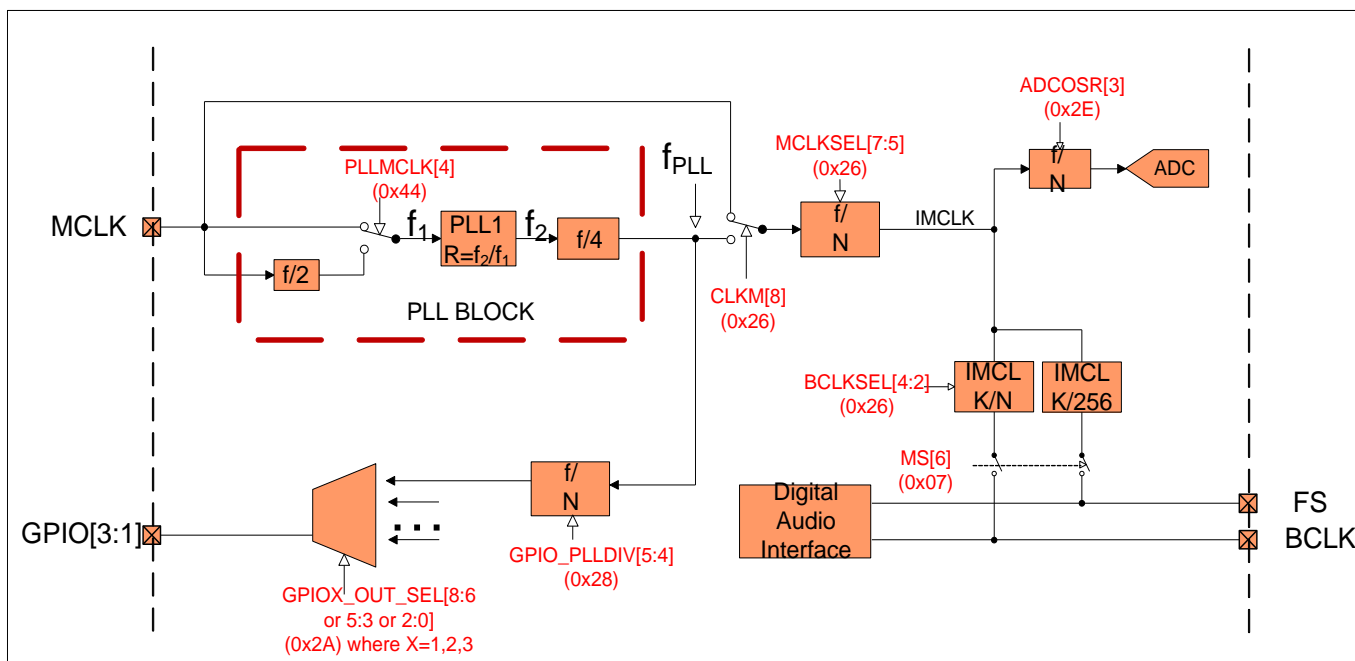 ADCOSR[3]
(0x2E)
MCLKSEL[7:5]
(0x26)
PLLMCLK[4]
(0x44)
fPLL
f/
N
ADC
MCLK
f1
PLL1
R=f2/f1
f2
f/4
f/
N
IMCLK
f/2
PLL BLOCK
CLKM[8]
(0x26)
BCLKSEL[4:2]
(0x26)
IMCL
K/N
IMCL
K/256
MS[6]
(0x07)
f/
N
Digital
Audio
Interface
FS
BCLK
GPIO[3:1]
GPIO_PLLDIV[5:4]
(0x28)
GPIOX_OUT_SEL[8:6
or 5:3 or 2:0]
(0x2A) where X=1,2,3